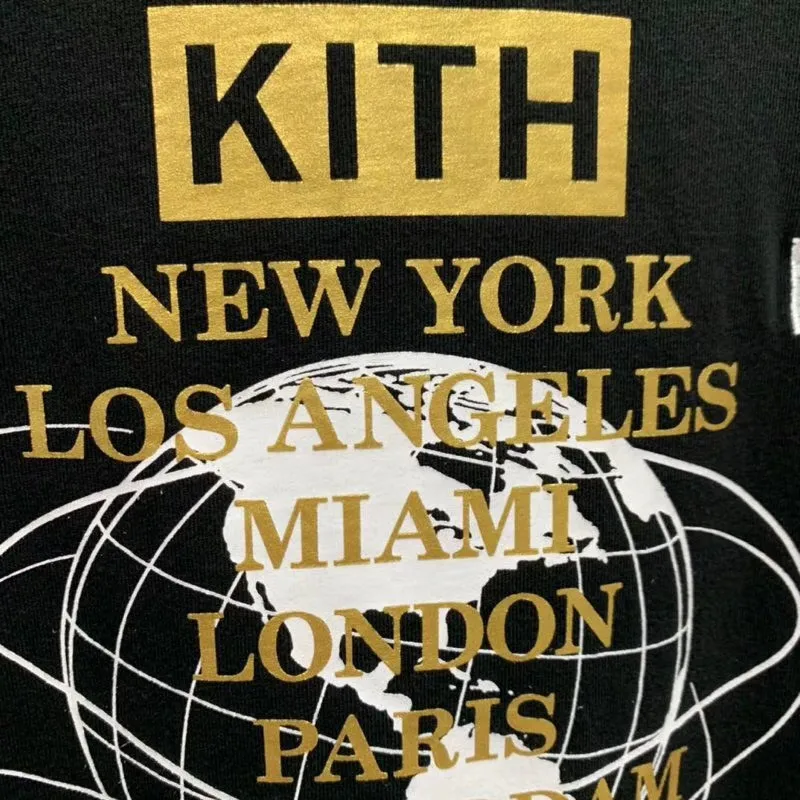 KITH
NEW YORK
LOS ANGELES
MIAMI
LONDON
PARIS